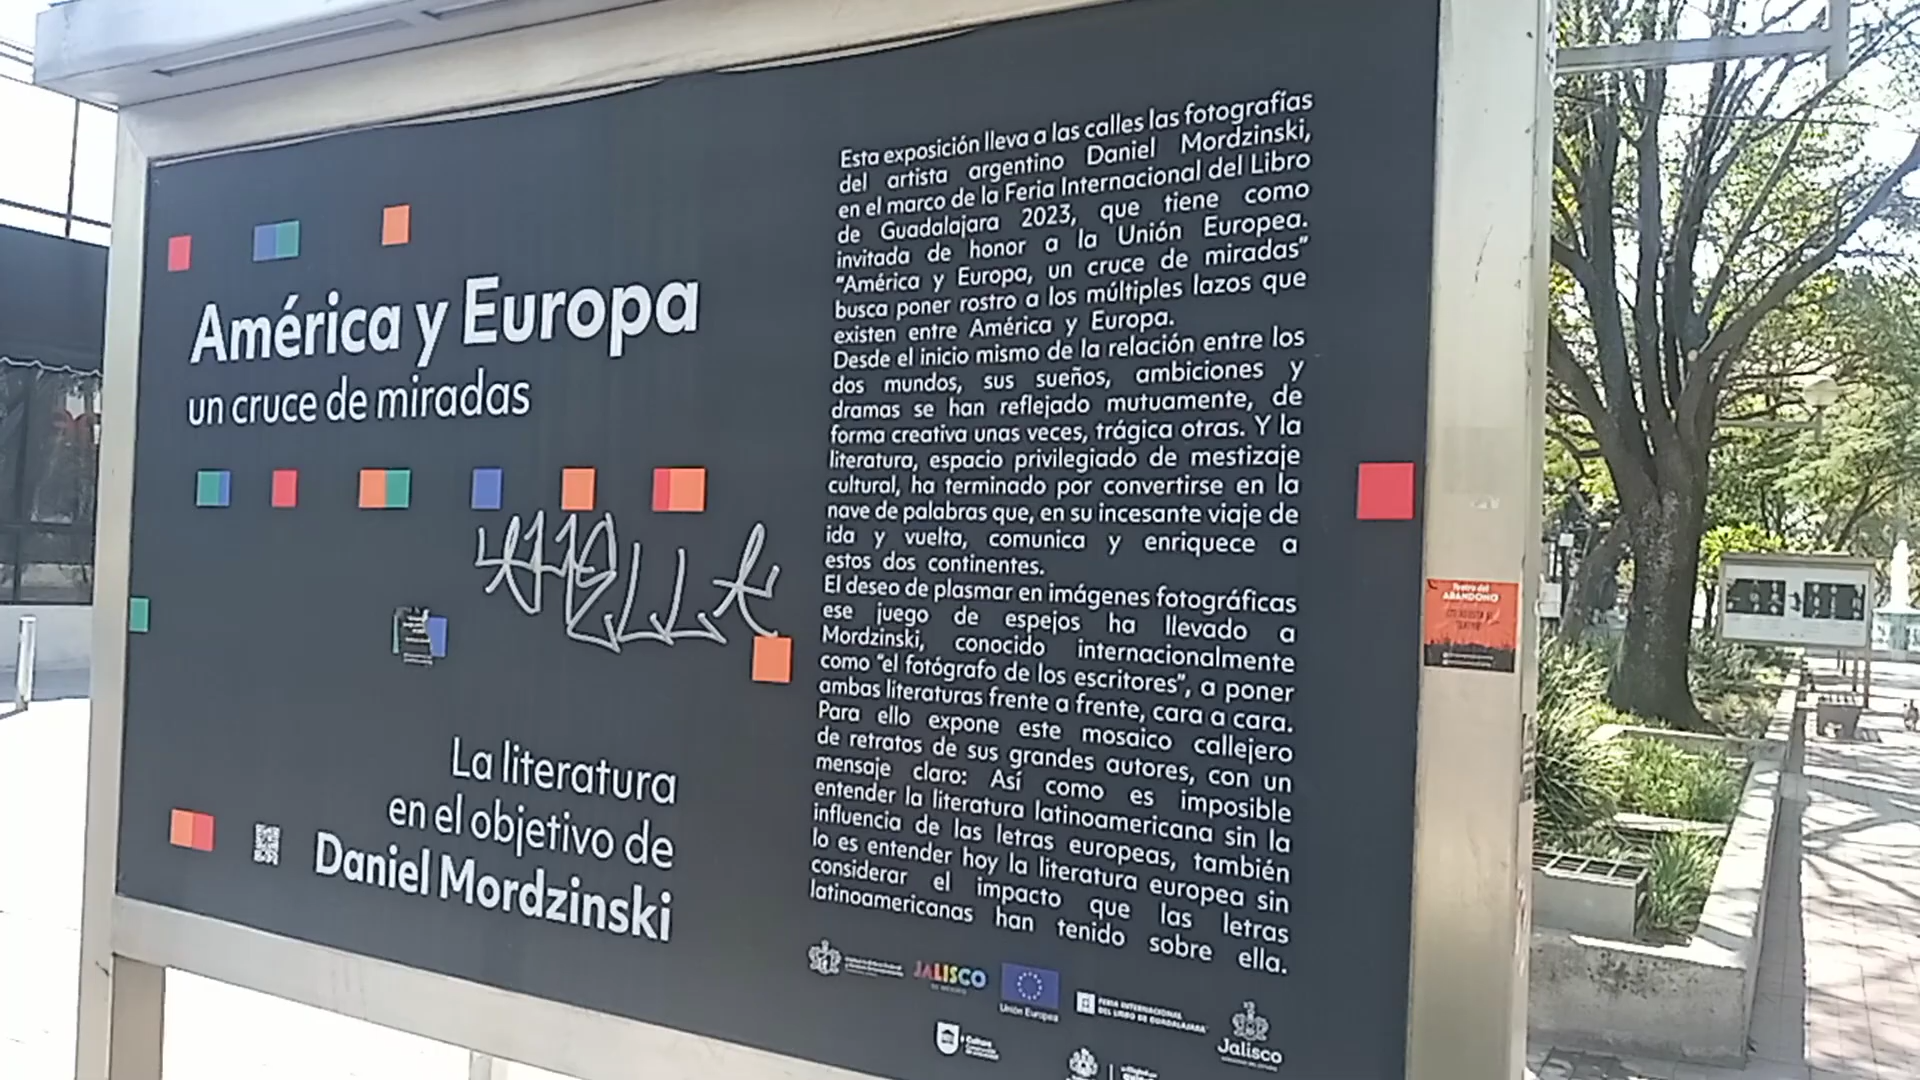 América y Europa
un cruce de miradas
La literatura
en el objetivo de
Daniel Mordzinski
Esta exposición lleva a las calles las fotografías
del artista argentino Daniel Mordzinski,
en el marco de la Feria Internacional del Libro
de Guadalajara 2023, que tiene como
invitada de honor a la Unión Europea.
“América y Europa, un cruce de miradas”
busca poner rostro a los múltiples lazos que
existen entre América y Europa.
Desde el inicio mismo de la relación entre los
dos mundos, sus sueños, ambiciones y
dramas se han reflejado mutuamente, de
forma creativa unas veces, trágica otras. Y la
literatura, espacio privilegiado de mestizaje
cultural, ha terminado por convertirse en la
nave de palabras que, en su incesante viaje de
ida y vuelta, comunica y enriquece a
estos dos continentes.
El deseo de plasmar en imágenes fotográficas
ese juego de espejos ha llevado a
Mordzinski, conocido internacionalmente
como “el fotógrafo de los escritores”, a poner
ambas literaturas frente a frente, cara a cara.
Para ello expone este mosaico callejero
de retratos de sus grandes autores, con un
mensaje claro: Así como es imposible
entender la literatura latinoamericana sin la
influencia de las letras europeas, también
lo es entender hoy la literatura europea sin
considerar el impacto que las letras
latinoamericanas han tenido sobre ella.
JALISCO
Unión Europea
FERIA INTERNACIONAL
DEL LIBRO DE GUADALAJARA
Jalisco
Cultura
Teatro del
ABANDONO